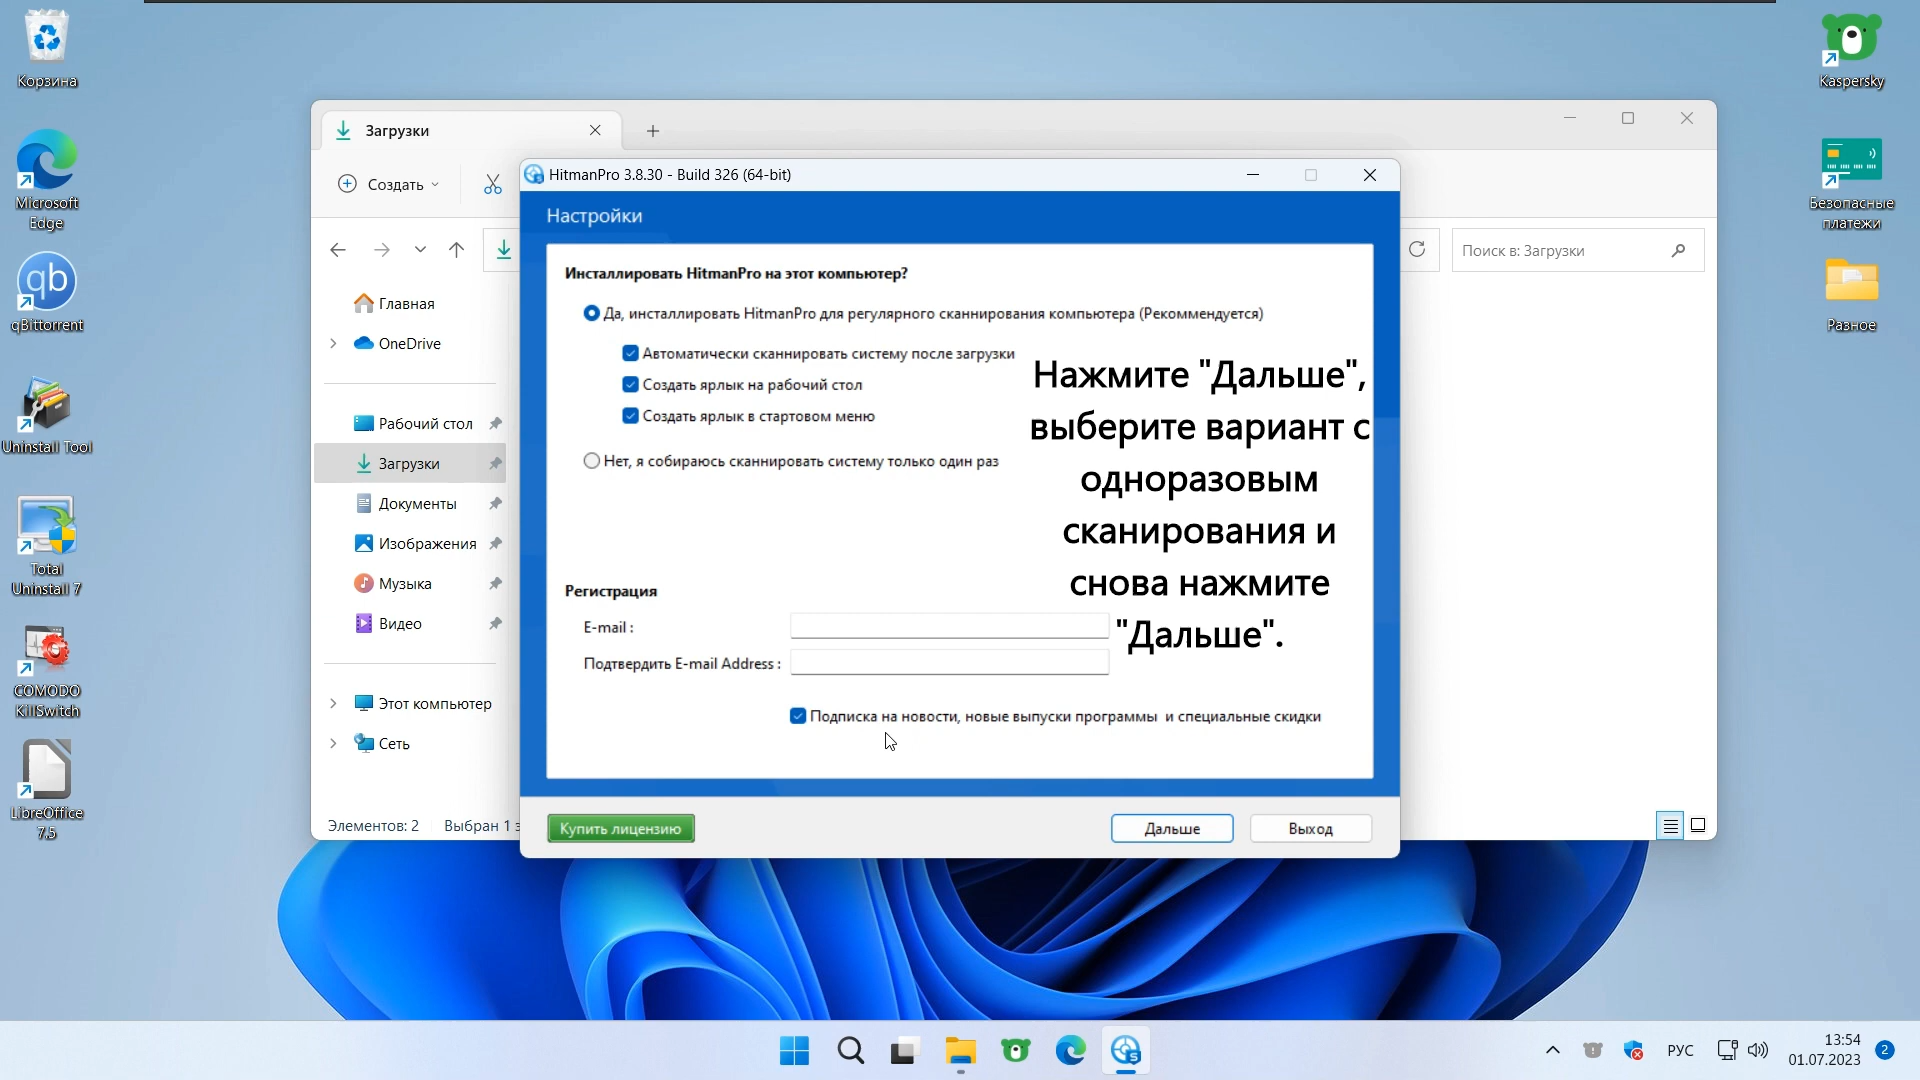 Корзина
Microsoft
Edge
qBittorrent
Uninstall Tool
Total
Uninstall 7
COMODO
KillSwitch
LibreOffice
7.5
Kaspersky
Безопасные
платежи
Разное
Загрузки
Создать
Поиск в: Загрузки
Главная
OneDrive
Рабочий стол
Загрузки
Документы
Изображения
Музыка
Видео
Этот компьютер
Сеть
Элементов: 2 Выбран 1 э
HitmanPro 3.8.30 - Build 326 (64-bit)
Настройки
Инсталлировать HitmanPro на этот компьютер?
Да, инсталлировать HitmanPro для регулярного сканнирования компьютера (Рекоммендуется)
Автоматически сканнировать систему после загрузки
Создать ярлык на рабочий стол
Создать ярлык в стартовом меню
Нет, я собираюсь сканнировать систему только один раз
Нажмите "Дальше",
выберите вариант с
одноразовым
сканирования и
снова нажмите
"Дальше".
Регистрация
E-mail :
Подтвердить E-mail Address :
Подписка на новости, новые выпуски программы и специальные скидки
Купить лицензию
Дальше
Выход
РУС
13:54
01.07.2023
2